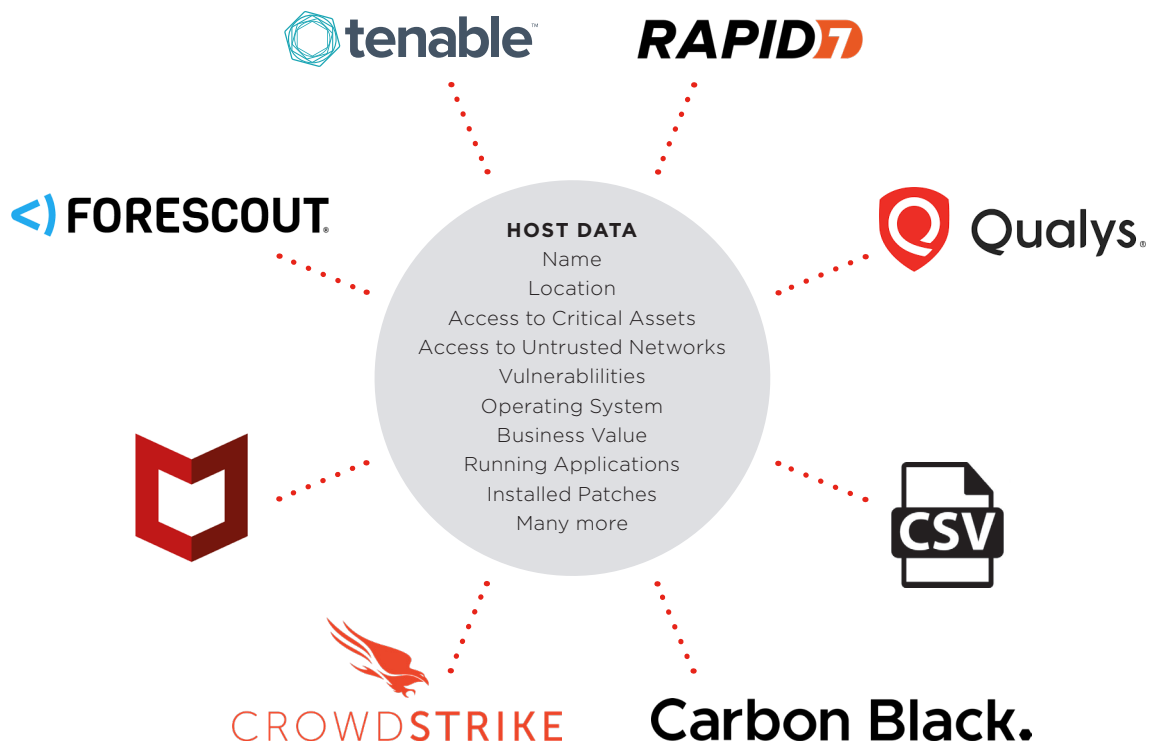 tenable™
RAPID7
FORESCOUT®
Qualys®
HOST DATA
Name
Location
Access to Critical Assets
Access to Untrusted Networks
Vulnerablilities
Operating System
Business Value
Running Applications
Installed Patches
Many more
CSV
CROWDSTRIKE
Carbon Black.